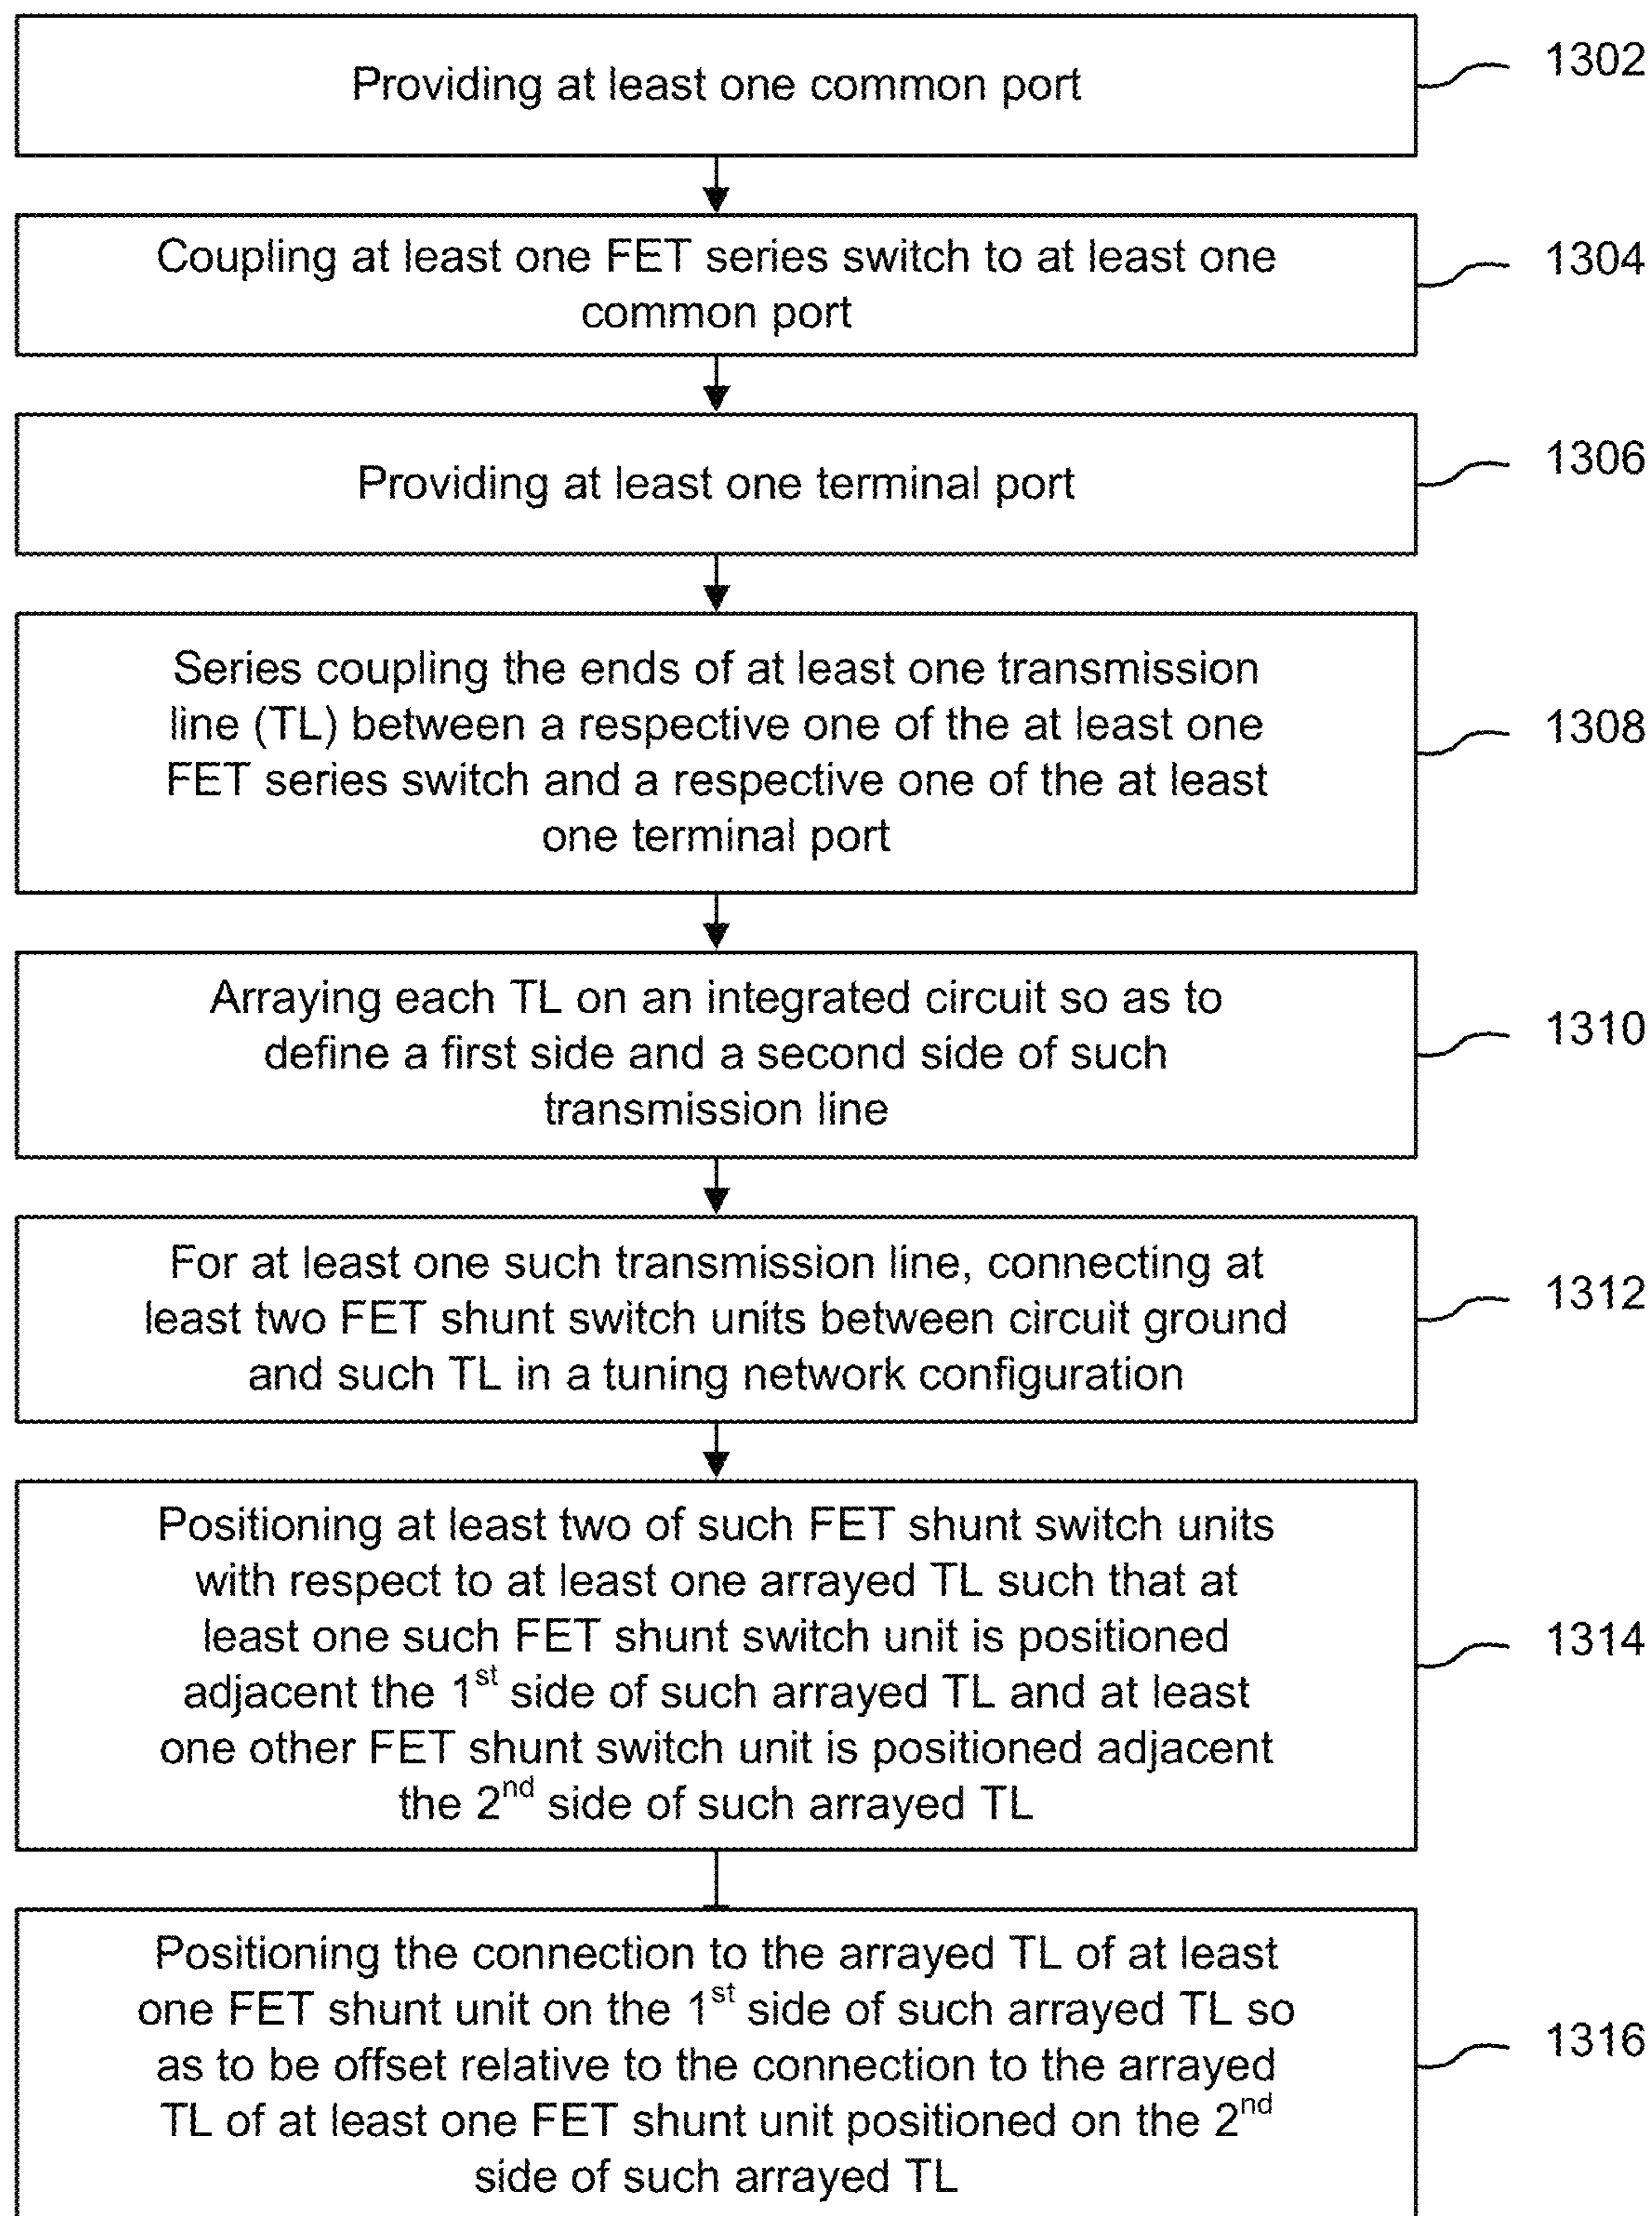 Providing at least one common port
1302
Coupling at least one FET series switch to at least one
common port
1304
Providing at least one terminal port
1306
Series coupling the ends of at least one transmission
line (TL) between a respective one of the at least one
FET series switch and a respective one of the at least
one terminal port
1308
Arraying each TL on an integrated circuit so as to
define a first side and a second side of such
transmission line
1310
For at least one such transmission line, connecting at
least two FET shunt switch units between circuit ground
and such TL in a tuning network configuration
1312
Positioning at least two of such FET shunt switch units
with respect to at least one arrayed TL such that at
least one such FET shunt switch unit is positioned
adjacent the 1st side of such arrayed TL and at least
one other FET shunt switch unit is positioned adjacent
the 2nd side of such arrayed TL
1314
Positioning the connection to the arrayed TL of at least
one FET shunt unit on the 1st side of such arrayed TL so
as to be offset relative to the connection to the arrayed
TL of at least one FET shunt unit positioned on the 2nd
side of such arrayed TL
1316